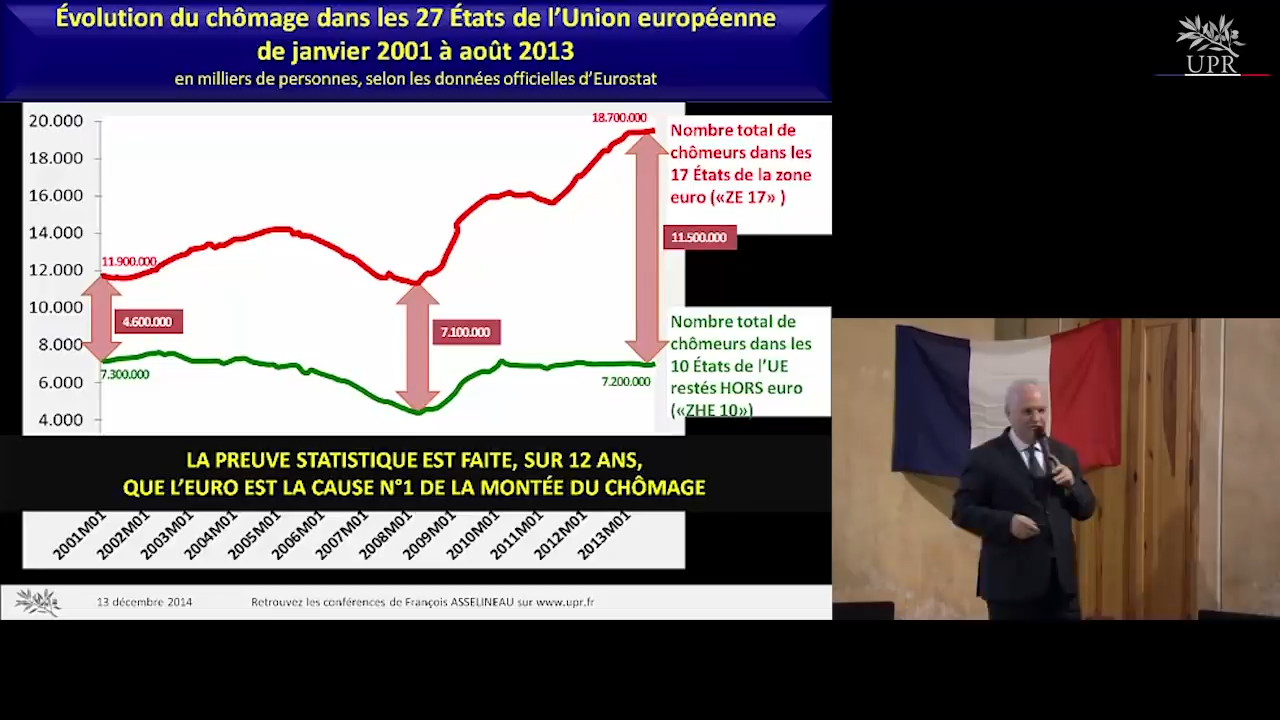 Évolution du chômage dans les 27 États de l'Union européenne
de janvier 2001 à août 2013
en milliers de personnes, selon les données officielles d'Eurostat
UPR
20.000
18.000
16.000
14.000
12.000
10.000
8.000
6.000
4.000
18.700.000
11.900.000
4.600.000
7.300.000
7.100.000
11.500.000
7.200.000
Nombre total de
chômeurs dans les
17 États de la zone
euro («ZE 17» )
Nombre total de
chômeurs dans les
10 États de l'UE
restés HORS euro
(«ZHE 10»)
LA PREUVE STATISTIQUE EST FAITE, SUR 12 ANS,
QUE L'EURO EST LA CAUSE N°1 DE LA MONTÉE DU CHÔMAGE
2001M01
2002M01
2003M01
2004M01
2005M01
2006M01
2007M01
2008M01
2009M01
2010M01
2011M01
2012M01
2013M01
13 décembre 2014
Retrouvez les conférences de François ASSELINEAU sur www.upr.fr